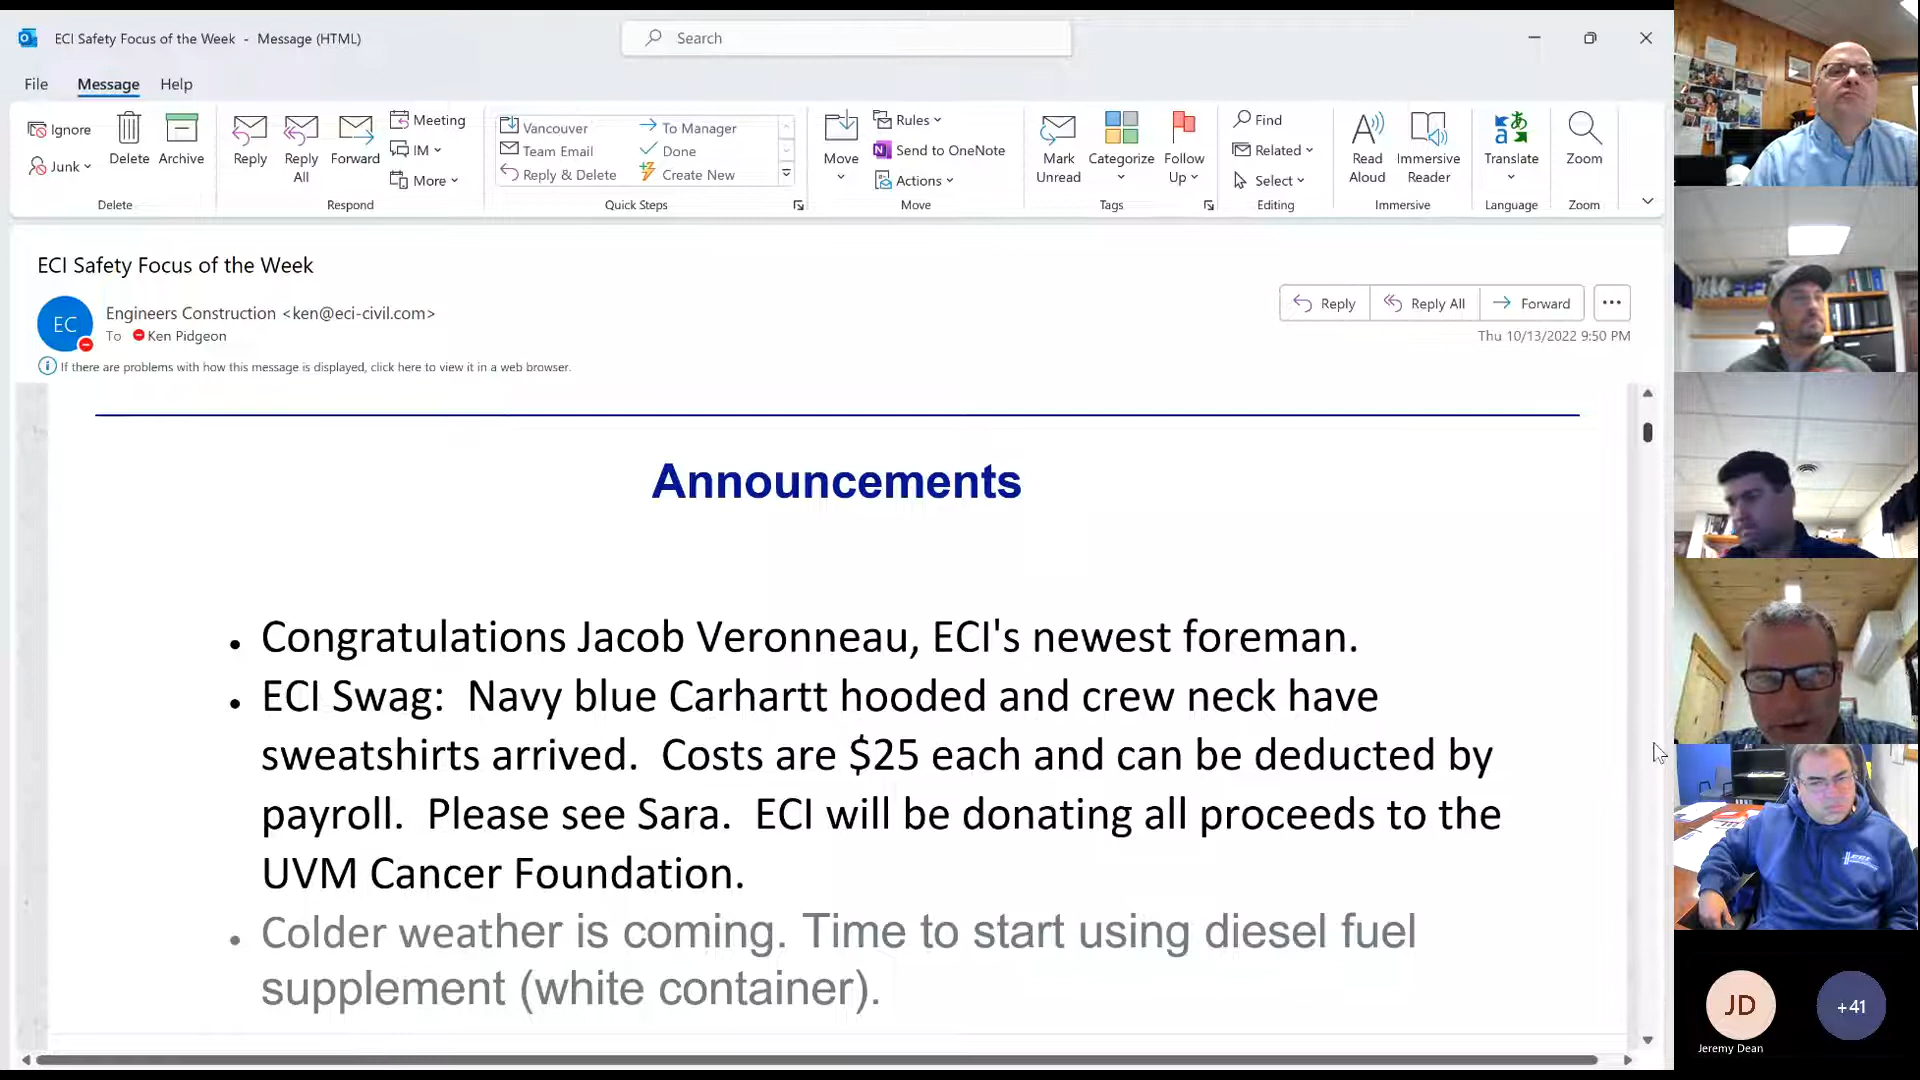 ECI Safety Focus of the Week - Message (HTML)
Search
File Message Help
Ignore
Junk
Delete
Archive
Delete
Reply
Reply All
Forward
Meeting
IM
More
Respond
Vancouver
Team Email
Reply & Delete
To Manager
Done
Create New
Quick Steps
Move
Rules
Send to OneNote
Actions
Move
Mark Unread
Categorize
Follow Up
Tags
Find
Related
Select
Editing
Read Aloud
Immersive Reader
Immersive
Translate
Language
Zoom
Zoom
ECI Safety Focus of the Week
EC
Engineers Construction <ken@eci-civil.com>
To Ken Pidgeon
Reply
Reply All
Forward
Thu 10/13/2022 9:50 PM
If there are problems with how this message is displayed, click here to view it in a web browser.
Announcements
• Congratulations Jacob Veronneau, ECI's newest foreman.
• ECI Swag: Navy blue Carhartt hooded and crew neck have
sweatshirts arrived. Costs are $25 each and can be deducted by
payroll. Please see Sara. ECI will be donating all proceeds to the
UVM Cancer Foundation.
• Colder weather is coming. Time to start using diesel fuel
supplement (white container).
ECI
JD
Jeremy Dean
+41